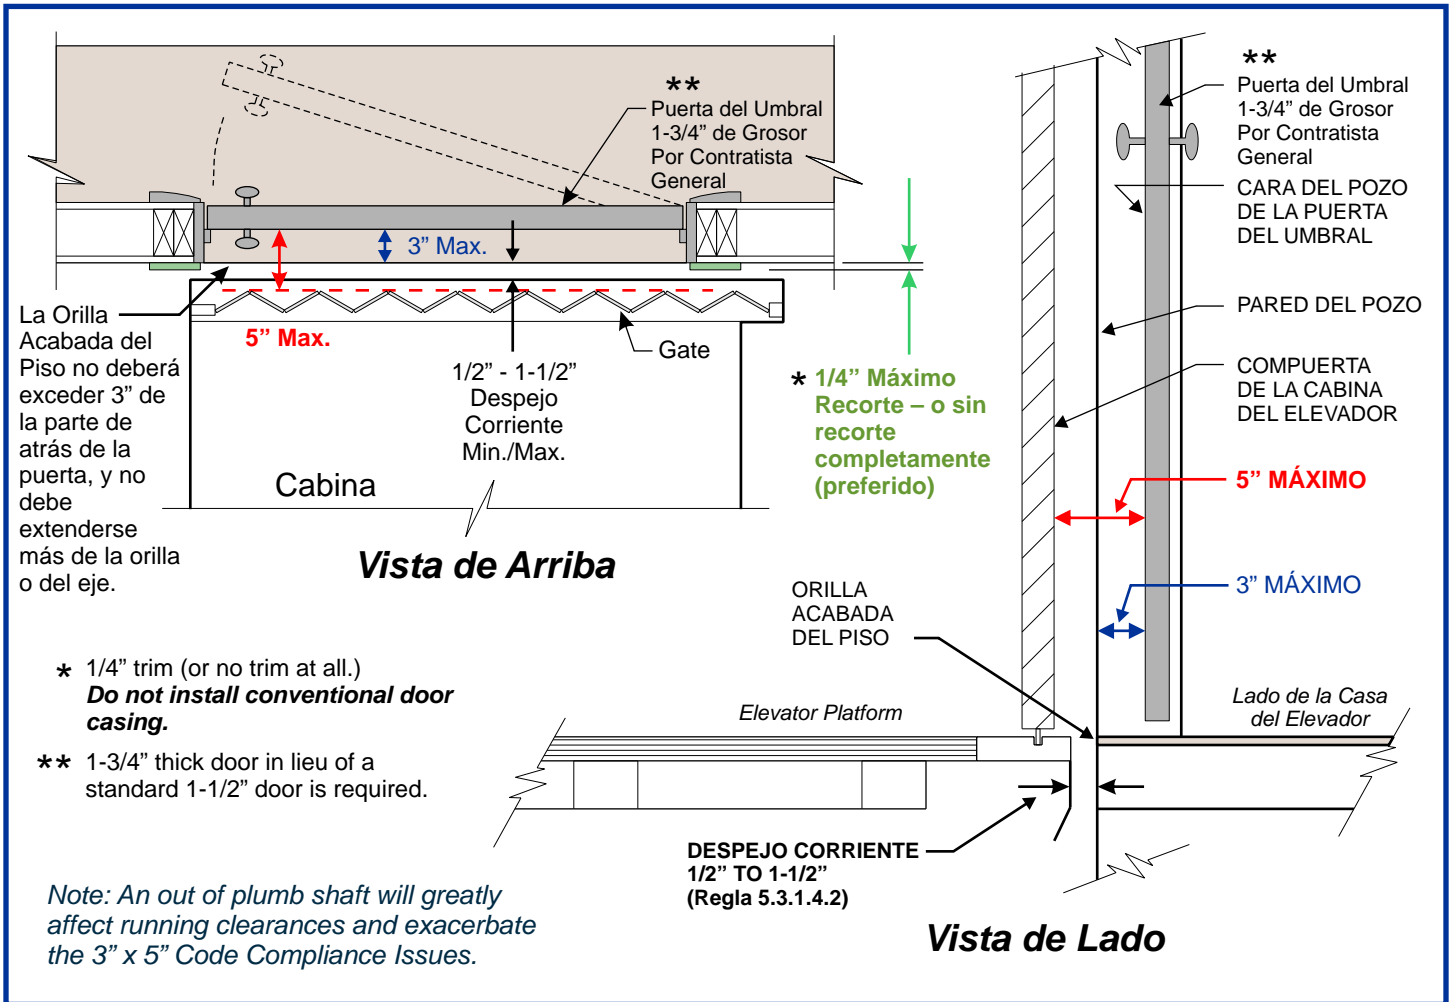 **
Puerta del Umbral
1-3/4” de Grosor
Por Contratista
General
3” Max.
5” Max.
La Orilla
Acabada del
Piso no deberá
exceder 3” de
la parte de
atrás de la
puerta, y no
debe
extenderse
más de la orilla
o del eje.
Gate
1/2” - 1-1/2”
Despejo
Corriente
Min./Max.
Cabina
* 1/4” Máximo
Recorte – o sin
recorte
completamente
(preferido)
Vista de Arriba
* 1/4” trim (or no trim at all.)
Do not install conventional door
casing.
** 1-3/4” thick door in lieu of a
standard 1-1/2” door is required.
Note: An out of plumb shaft will greatly
affect running clearances and exacerbate
the 3” x 5” Code Compliance Issues.
**
Puerta del Umbral
1-3/4” de Grosor
Por Contratista
General
CARA DEL POZO
DE LA PUERTA
DEL UMBRAL
PARED DEL POZO
COMPUERTA
DE LA CABINA
DEL ELEVADOR
5” MÁXIMO
3” MÁXIMO
ORILLA
ACABADA
DEL PISO
Elevator Platform
Lado de la Casa
del Elevador
DESPEJO CORRIENTE
1/2” TO 1-1/2”
(Regla 5.3.1.4.2)
Vista de Lado